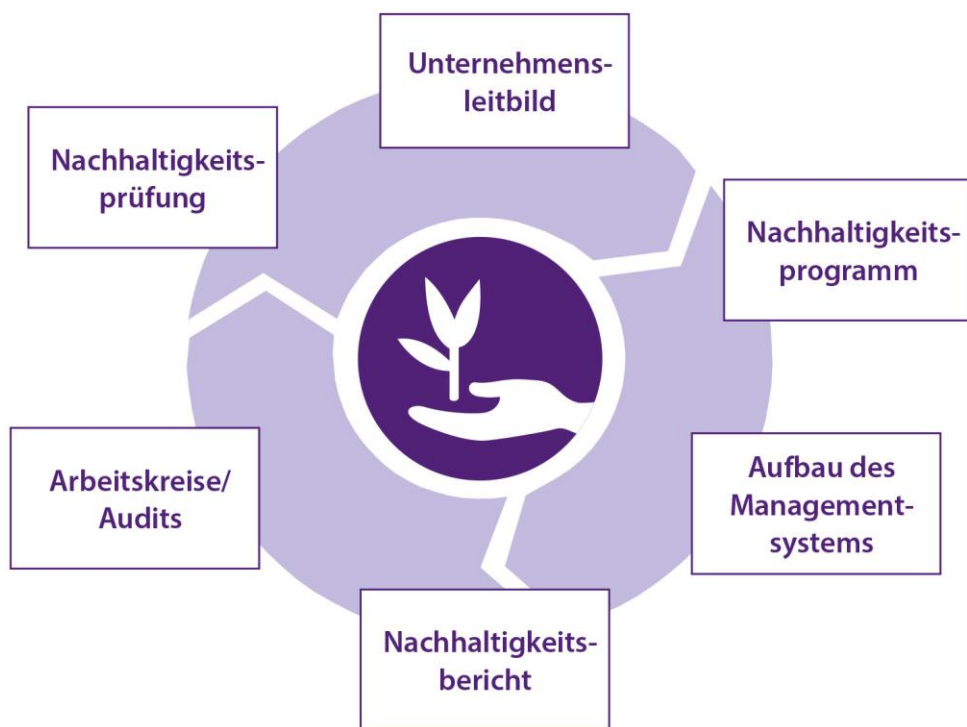 Unternehmens-
leitbild
Nachhaltigkeits-
programm
Aufbau des
Management-
systems
Nachhaltigkeits-
bericht
Arbeitskreise/
Audits
Nachhaltigkeits-
prüfung